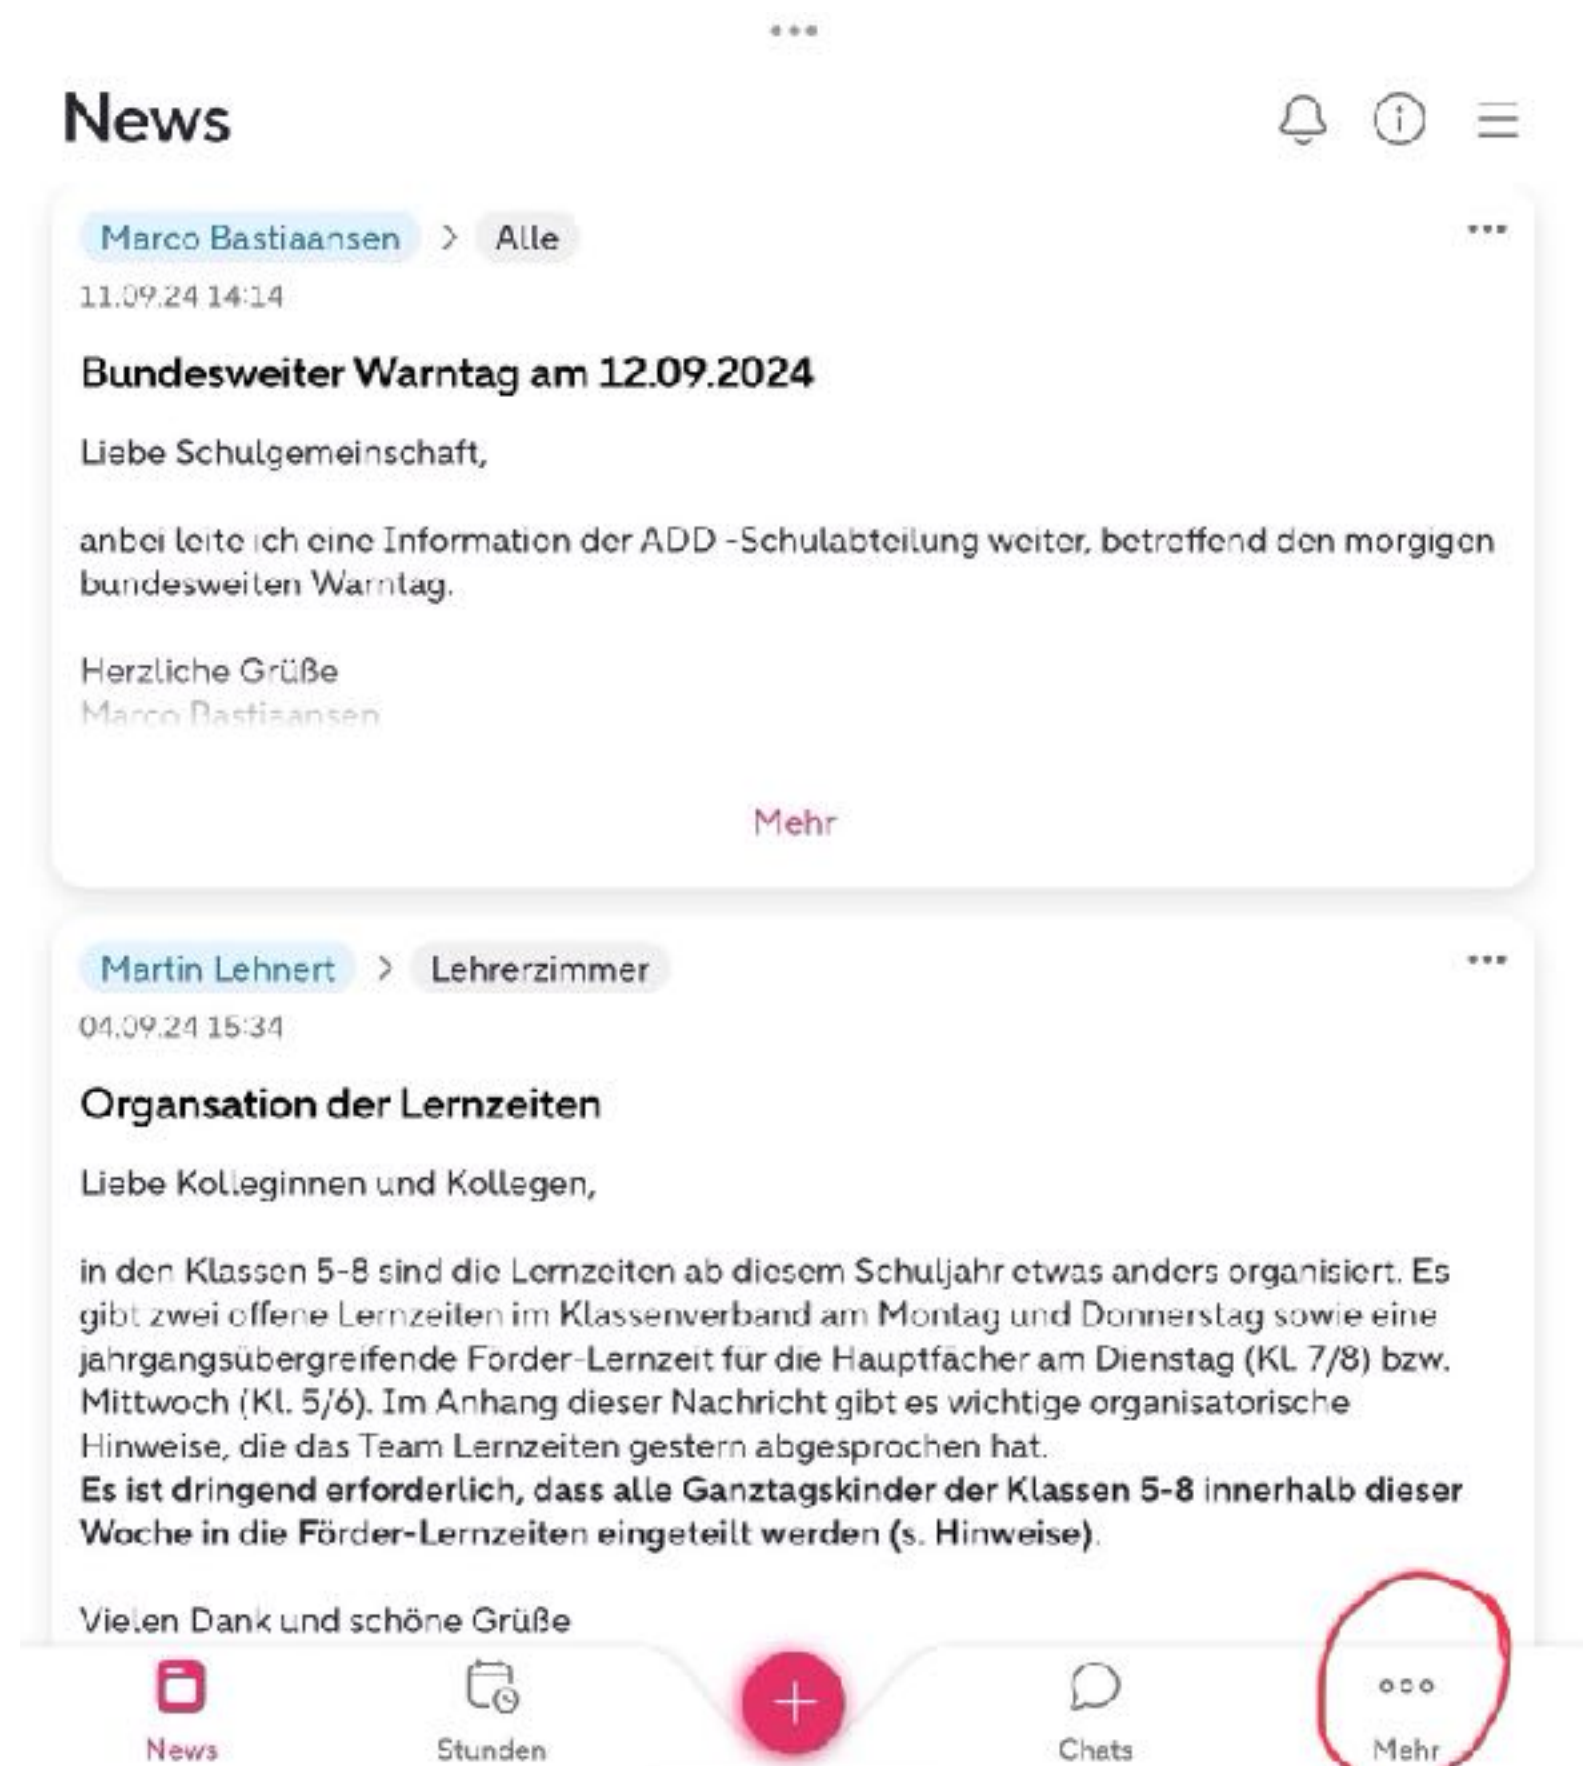 News
Marco Bastiaansen > Alle
11.09.24 14:14
Bundesweiter Warntag am 12.09.2024
Liebe Schulgemeinschaft,
anbei leite ich eine Information der ADD -Schulabteilung weiter, betreffend den morgigen
bundesweiten Warntag.
Herzliche Grüße
Marco Bastiaansen
Mehr
Martin Lehnert > Lehrerzimmer
04.09.24 15:34
Organsation der Lernzeiten
Liebe Kolleginnen und Kollegen,
in den Klassen 5-8 sind die Lernzeiten ab diesem Schuljahr etwas anders organisiert. Es
gibt zwei offene Lernzeiten im Klassenverband am Montag und Donnerstag sowie eine
jahrgangsübergreifende Förder-Lernzeit für die Hauptfächer am Dienstag (Kl. 7/8) bzw.
Mittwoch (Kl. 5/6). Im Anhang dieser Nachricht gibt es wichtige organisatorische
Hinweise, die das Team Lernzeiten gestern abgesprochen hat.
Es ist dringend erforderlich, dass alle Ganztagskinder der Klassen 5-8 innerhalb dieser
Woche in die Förder-Lernzeiten eingeteilt werden (s. Hinweise).
Vielen Dank und schöne Grüße
News Stunden Chats Mehr